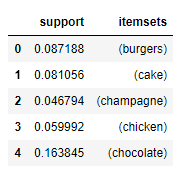 support itemsets
0 0.087188 (burgers)
1 0.081056 (cake)
2 0.046794 (champagne)
3 0.059992 (chicken)
4 0.163845 (chocolate)